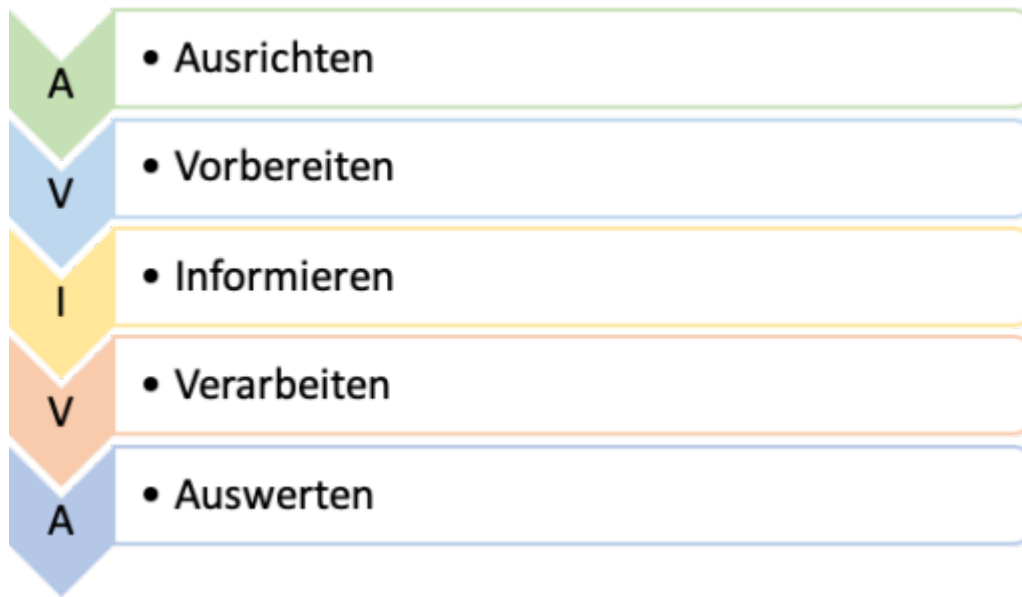 A
• Ausrichten
V
• Vorbereiten
I
• Informieren
V
• Verarbeiten
A
• Auswerten